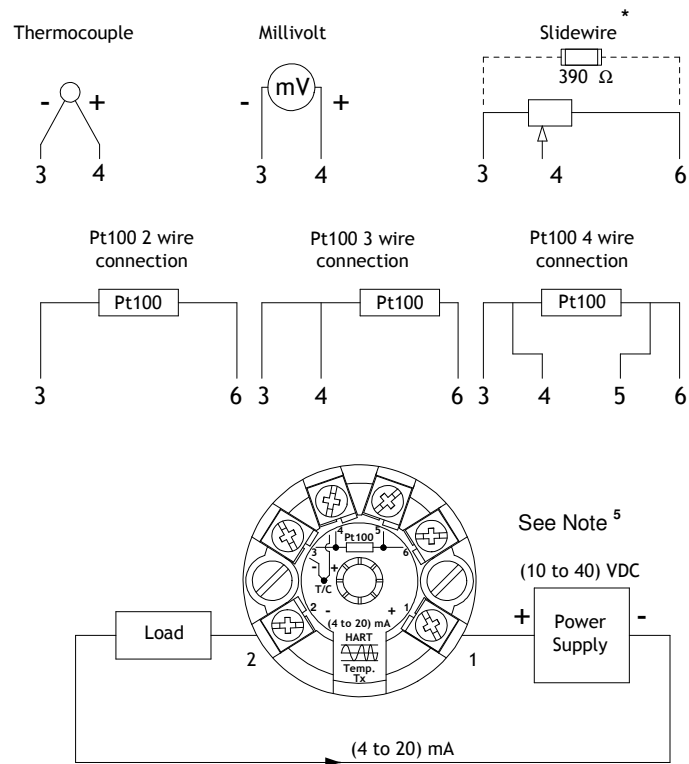 Thermocouple
- +
3 4
Millivolt
mV
- +
3 4
Slidewire *
390 Ω
3 4 6
Pt100 2 wire
connection
Pt100
3 6
Pt100 3 wire
connection
Pt100
3 4 6
Pt100 4 wire
connection
Pt100
3 4 5 6
4 5
Pt100
3 6
- +
T/C
2 - + 1
(4 to 20) mA
HART
Temp.
Tx
See Note 5
(10 to 40) VDC
+ -
Power
Supply
Load
2 1
(4 to 20) mA